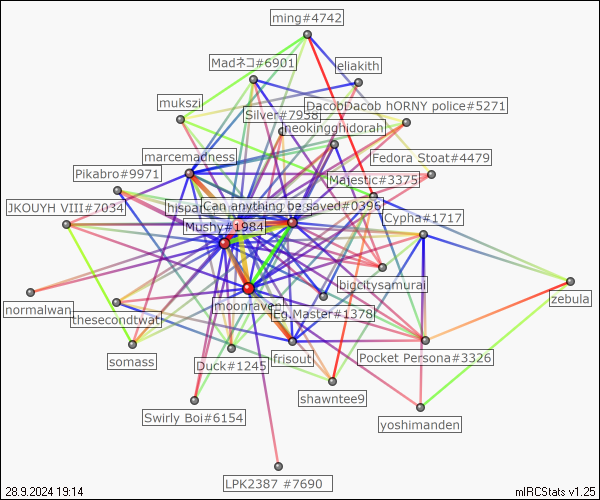 ming#4742
Madネコ#6901
eliakith
mukszi
DacobDacob hORNY police#5271
Silver#7938
neokingghidorah
marcemadness
Fedora Stoat#4479
Pikabro#9971
Majestic#3375
JKOUYH VIII#7034
Can anything be saved#0396
Cypha#1717
Mushy#1984
bigcitysamurai
normalwan
moonraven
zebula
thesecondtwat
Eg.Master#1378
somass
Duck#1245
frisout
Pocket Persona#3326
shawntee9
Swirly Boi#6154
yoshimanden
LPK2387 #7690
28.9.2024 19:14
mIRCStats v1.25